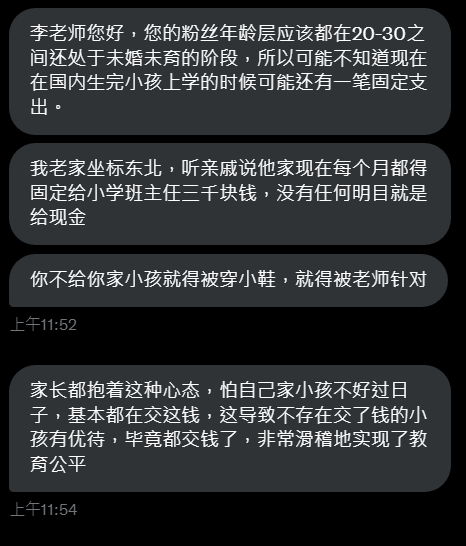 李老师您好，您的粉丝年龄层应该都在20-30之
间还处于未婚未育的阶段，所以可能不知道现在
在国内生完小孩上学的时候可能还有一笔固定支
出。
我老家坐标东北，听亲戚说他家现在每个月都得
固定给小学班主任三千块钱，没有任何明目就是
给现金
你不给你家小孩就得被穿小鞋，就得被老师针对
上午11:52
家长都抱着这种心态，怕自己家小孩不好过日
子，基本都在交这钱，这导致不存在交了钱的小
孩有优待，毕竟都交钱了，非常滑稽地实现了教
育公平
上午11:54